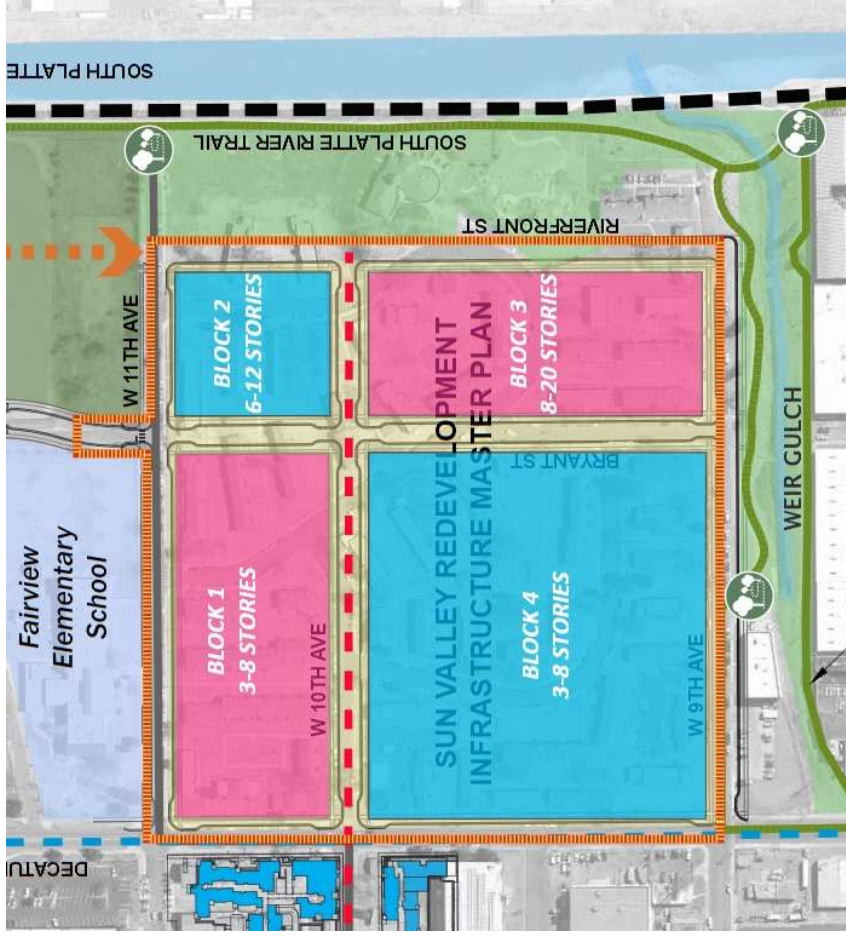 SOUTH PLATTE
SOUTH PLATTE RIVER TRAIL
RIVERFRONT ST
W 11TH AVE
BLOCK 2
6-12 STORIES
BLOCK 3
8-20 STORIES
SUN VALLEY REDEVELOPMENT
INFRASTRUCTURE MASTER PLAN
BRYANT ST
Fairview
Elementary
School
BLOCK 1
3-8 STORIES
W 10TH AVE
BLOCK 4
3-8 STORIES
W 9TH AVE
WEIR GULCH
DECATU